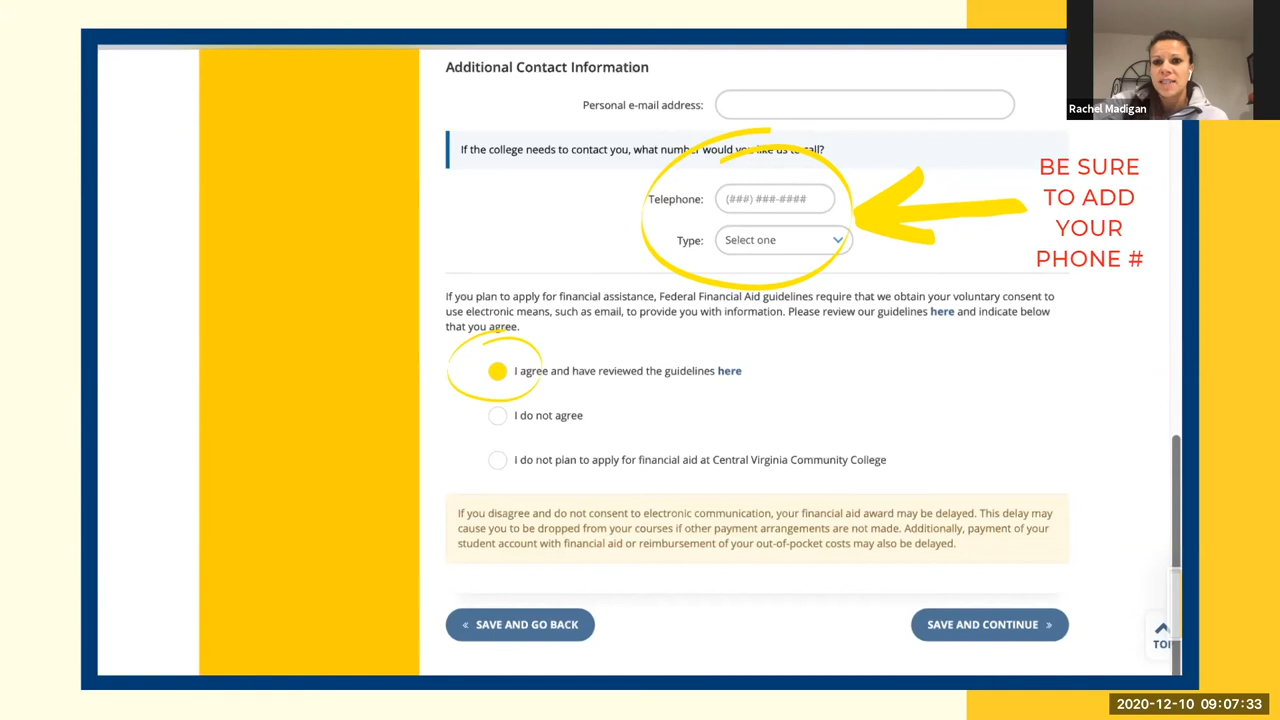 Additional Contact Information
Personal e-mail address:
Rachel Madigan
If the college needs to contact you, what number would you like us to call?
BE SURE
TO ADD
YOUR
PHONE #
Telephone: (###) ###-####
Type: Select one
If you plan to apply for financial assistance, Federal Financial Aid guidelines require that we obtain your voluntary consent to
use electronic means, such as email, to provide you with information. Please review our guidelines here and indicate below
that you agree.
I agree and have reviewed the guidelines here
I do not agree
I do not plan to apply for financial aid at Central Virginia Community College
If you disagree and do not consent to electronic communication, your financial aid award may be delayed. This delay may
cause you to be dropped from your courses if other payment arrangements are not made. Additionally, payment of your
student account with financial aid or reimbursement of your out-of-pocket costs may also be delayed.
« SAVE AND GO BACK
SAVE AND CONTINUE »
2020-12-10 09:07:33